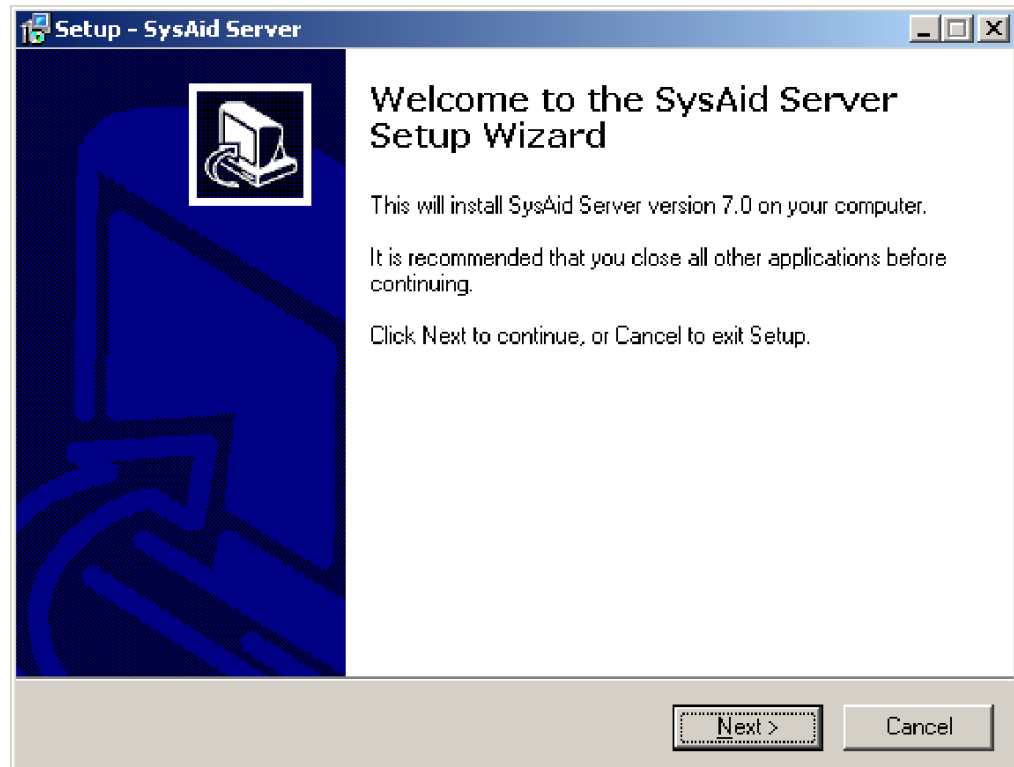 Setup - SysAid Server
Welcome to the SysAid Server
Setup Wizard
This will install SysAid Server version 7.0 on your computer.
It is recommended that you close all other applications before
continuing.
Click Next to continue, or Cancel to exit Setup.
Next >
Cancel